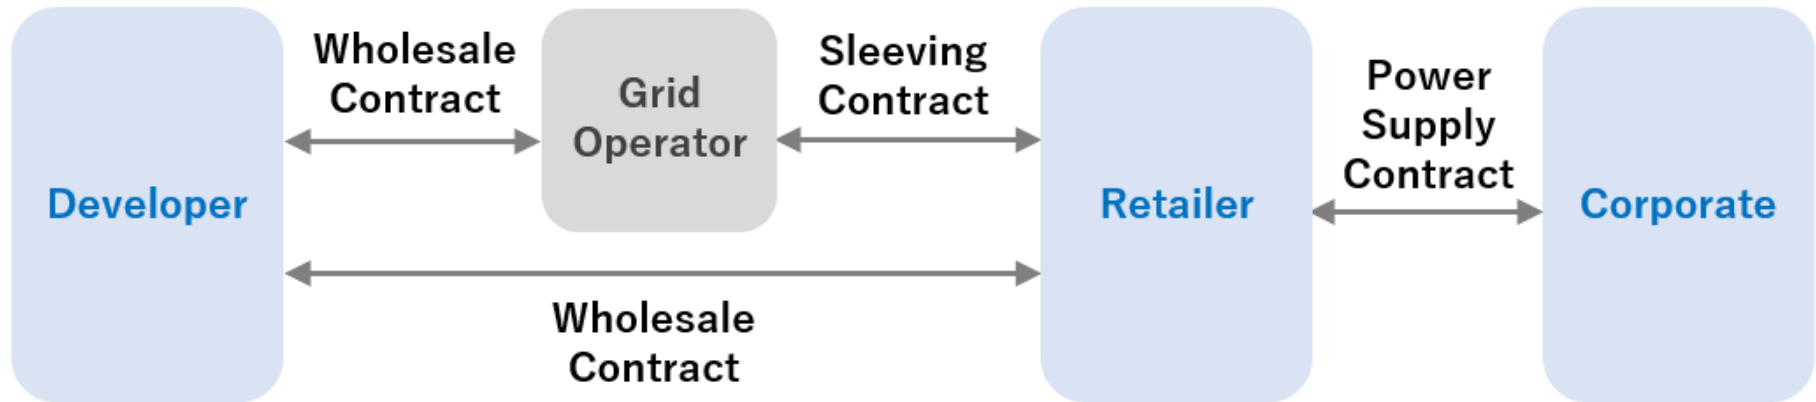 Developer
Wholesale
Contract
Grid
Operator
Sleeving
Contract
Wholesale
Contract
Retailer
Power
Supply
Contract
Corporate